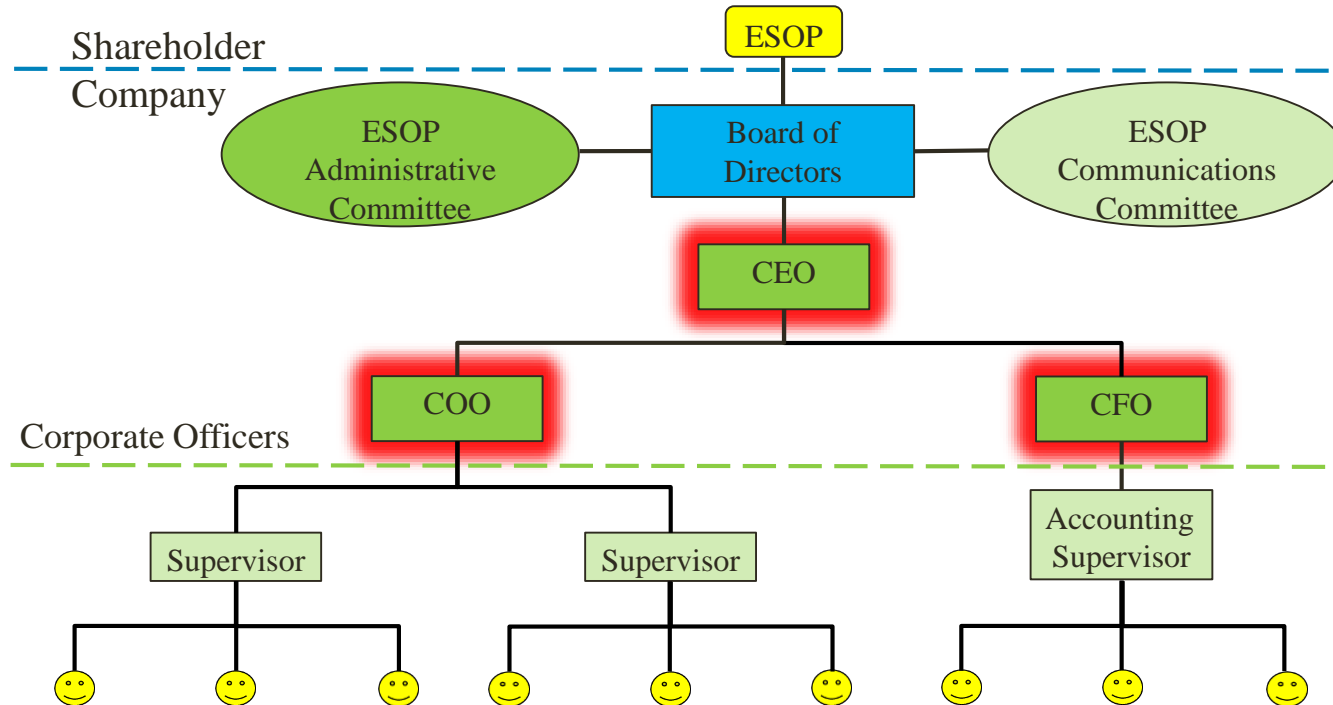 ESOP
Shareholder
Company
ESOP
Administrative
Committee
Board of
Directors
ESOP
Communications
Committee
CEO
COO
CFO
Corporate Officers
Supervisor
Supervisor
Accounting
Supervisor